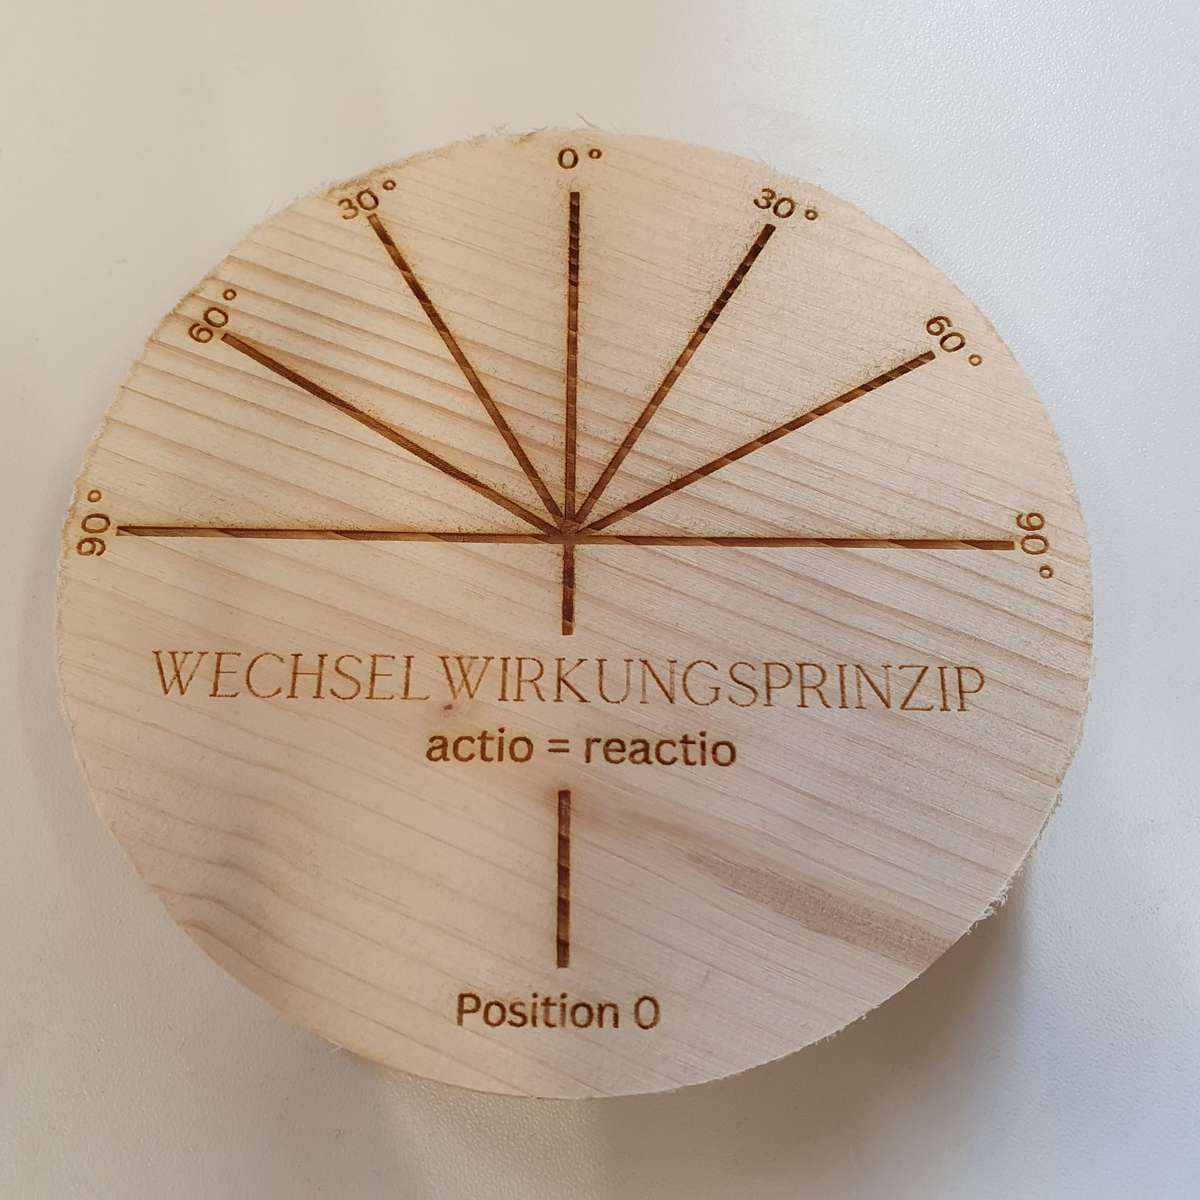 0°
30° 30°
60° 60°
90° 90°
WECHSELWIRKUNGSPRINZIP
actio = reactio
Position 0